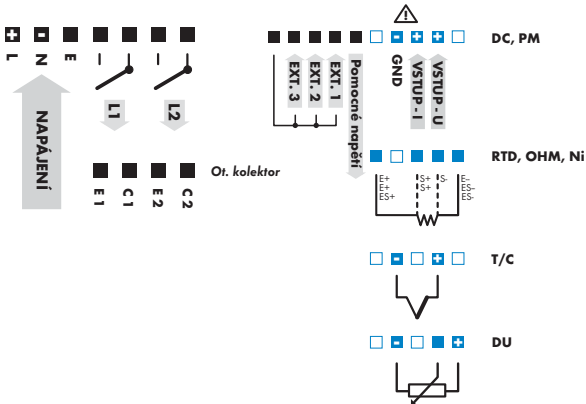 DC, PM
L
N
E
NAPÁJENÍ
L1
L2
EXT. 3
EXT. 2
EXT. 1
Pomocné napětí
GND
VSTUP - I
VSTUP - U
E1
C1
E2
C2
Ot. kolektor
RTD, OHM, Ni
E+ S+ S- E–
E+ S+ ES–
ES+ ES-
T/C
DU